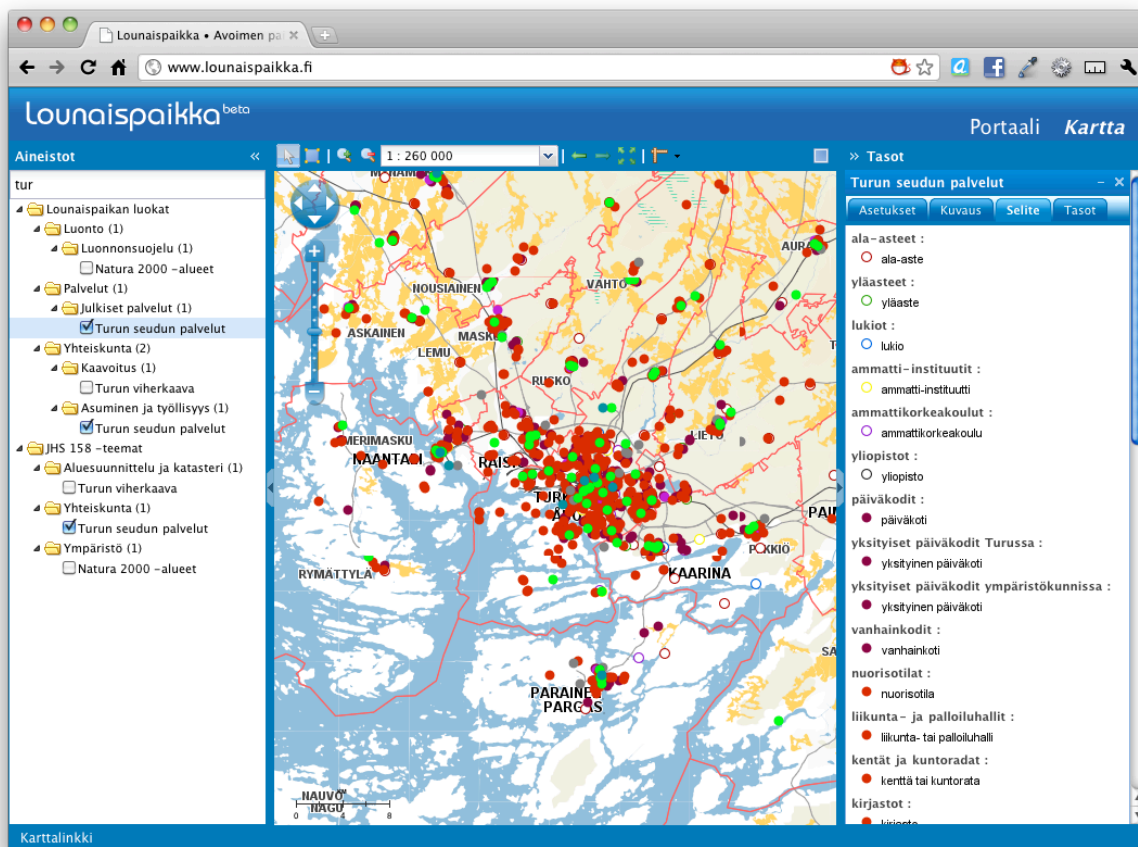 Lounaispaikka • Avoimen pai
www.lounaispaikka.fi
Lounaispaikka beta
Portaali Kartta
Aineistot «
1 : 260 000
» Tasot
tur
Lounaispaikan luokat
Luonto (1)
Luonnonsuojelu (1)
Natura 2000 -alueet
Palvelut (1)
Julkiset palvelut (1)
Turun seudun palvelut
Yhteiskunta (2)
Kaavoitus (1)
Turun viherkaava
Asuminen ja työllisyys (1)
Turun seudun palvelut
JHS 158 -teemat
Aluesuunnittelu ja katasteri (1)
Turun viherkaava
Yhteiskunta (1)
Turun seudun palvelut
Ympäristö (1)
Natura 2000 -alueet
AURA
VAHTO
NOUSIAINEN
ASKAINEN
MASKU
LEMU
RUSKO
LIETO
MERIMASKU
NAANTALI
RAISIO
TURKU
ÅBO
PAIM
PIIKKIÖ
KAARINA
RYMÄTTYLÄ
SA
PARAINEN
PARGAS
NAUVO
NAGU
0 4 8
Turun seudun palvelut
Asetukset Kuvaus Selite Tasot
ala-asteet :
ala-aste
yläasteet :
yläaste
lukiot :
lukio
ammatti-instituutit :
ammatti-instituutti
ammattikorkeakoulut :
ammattikorkeakoulu
yliopistot :
yliopisto
päiväkodit :
päiväkoti
yksityiset päiväkodit Turussa :
yksityinen päiväkoti
yksityiset päiväkodit ympäristökunnissa :
yksityinen päiväkoti
vanhainkodit :
vanhainkoti
nuorisotilat :
nuorisotila
liikunta- ja palloiluhallit :
liikunta- tai palloiluhalli
kentät ja kuntoradat :
kenttä tai kuntorata
kirjastot :
kirjasto
Karttalinkki